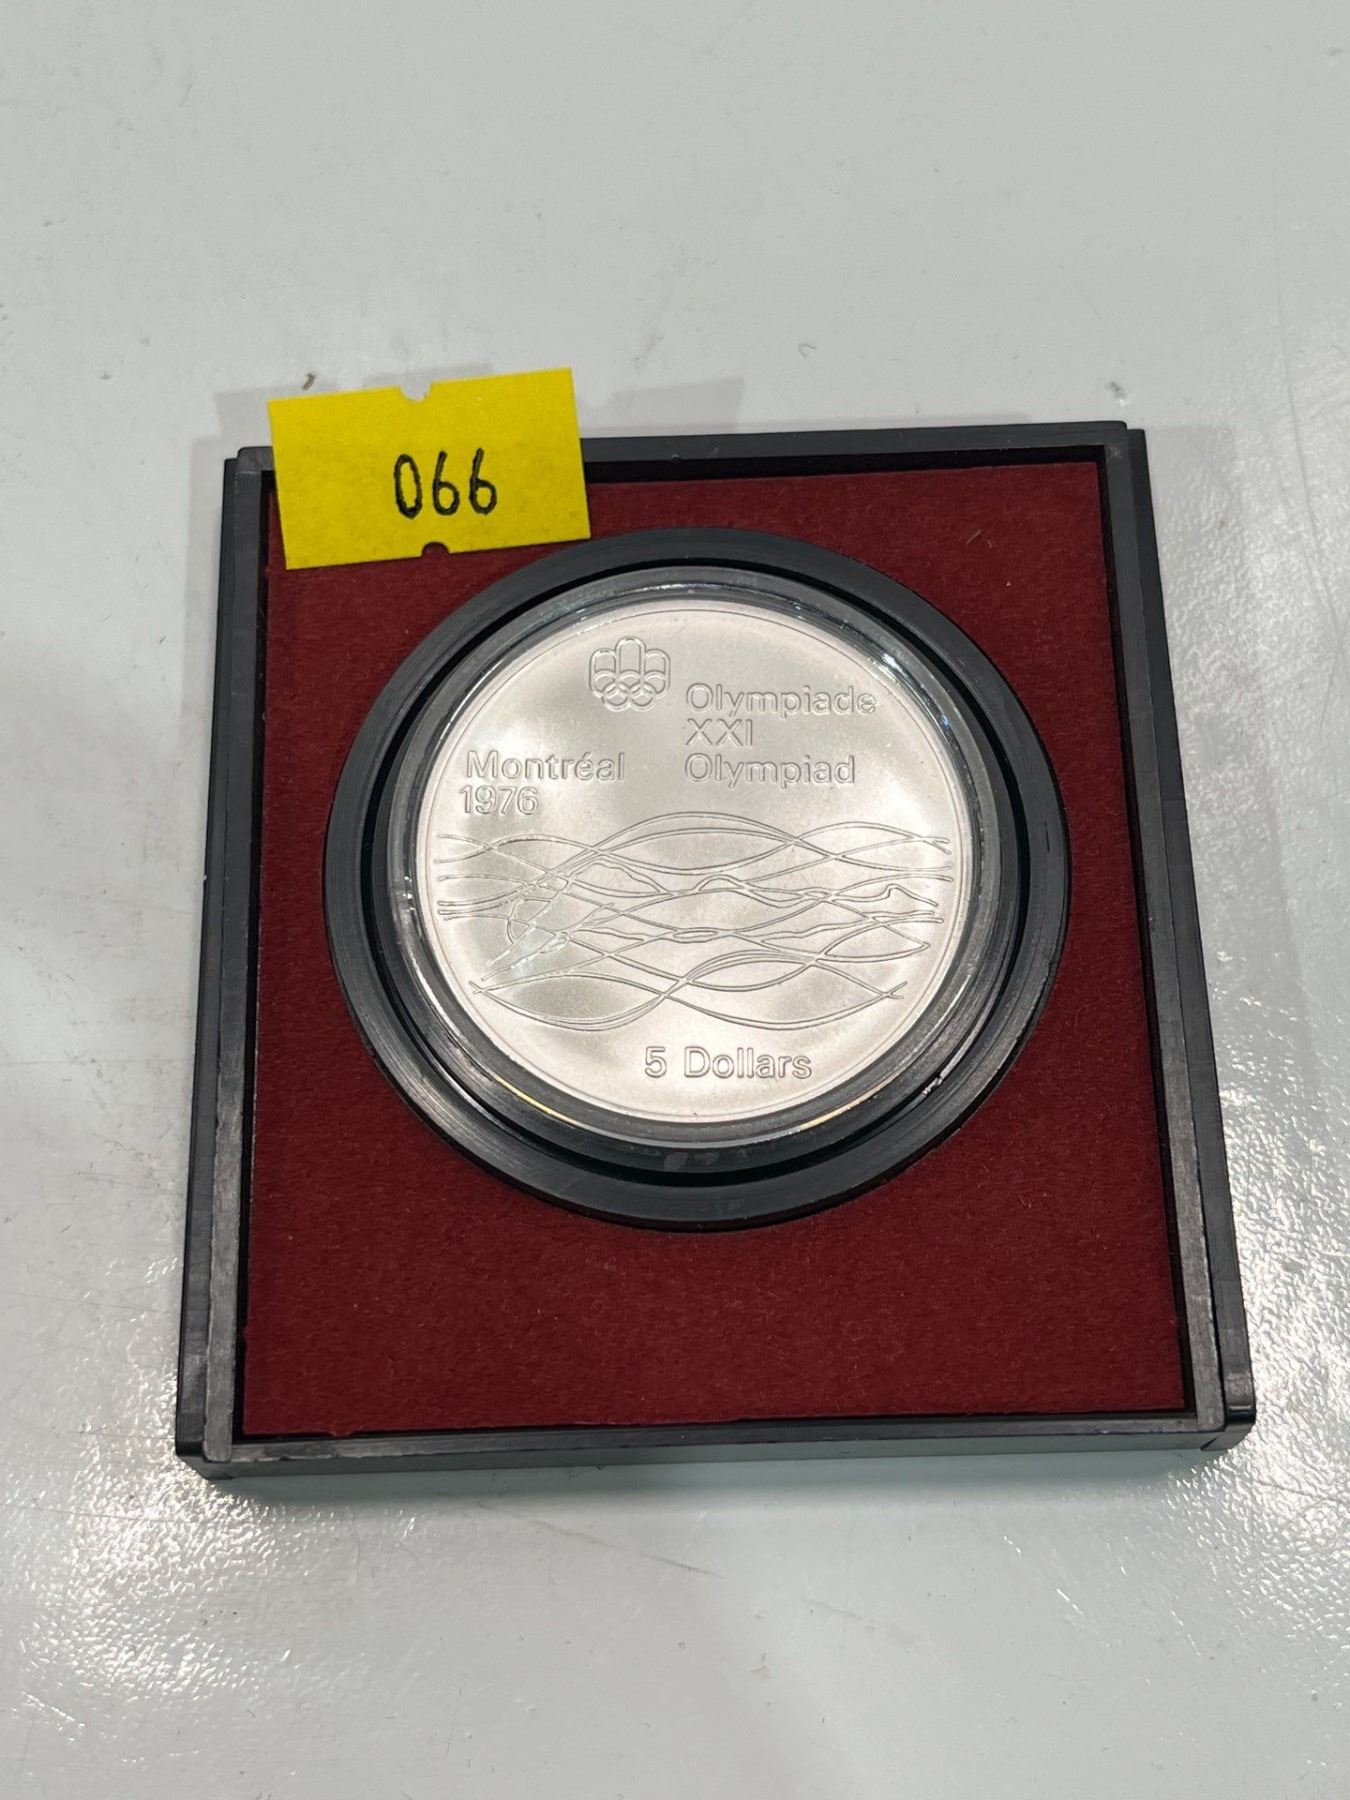 066
Olympiade
XXI
Olympiad
Montréal
1976
5 Dollars